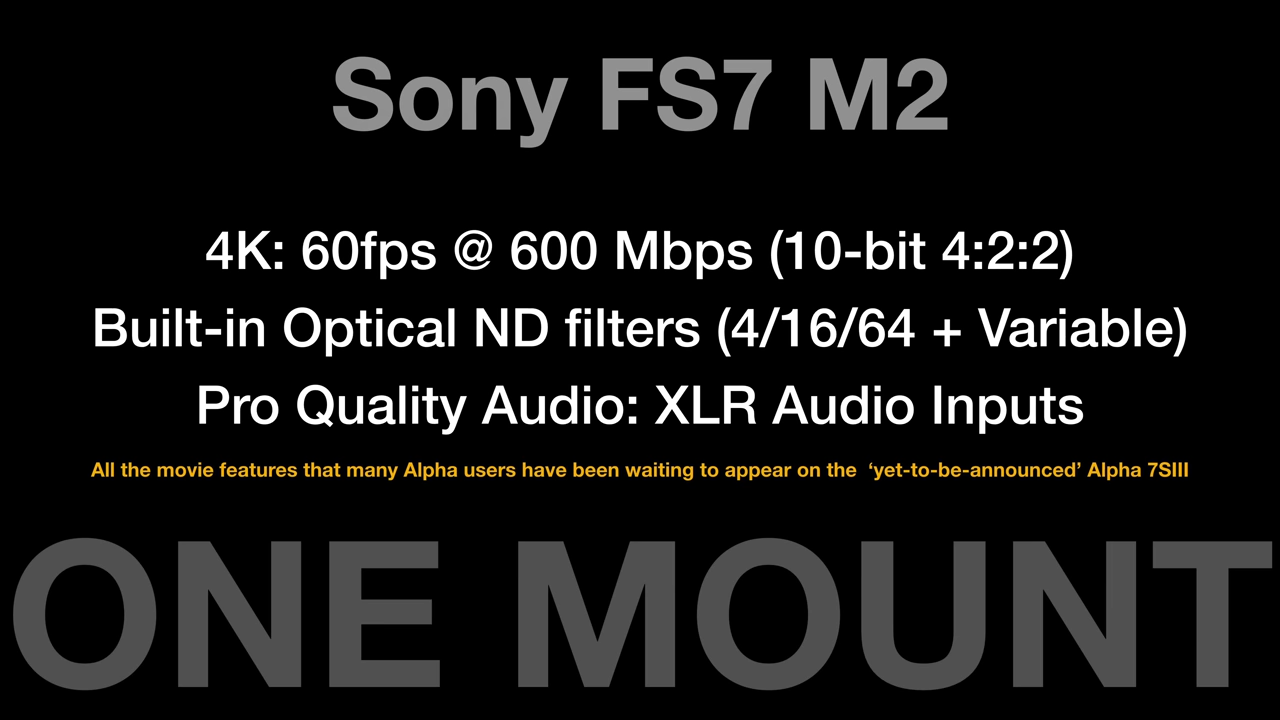 Sony FS7 M2
4K: 60fps @ 600 Mbps (10-bit 4:2:2)
Built-in Optical ND filters (4/16/64 + Variable)
Pro Quality Audio: XLR Audio Inputs
All the movie features that many Alpha users have been waiting to appear on the ‘yet-to-be-announced’ Alpha 7SIII
ONE MOUNT